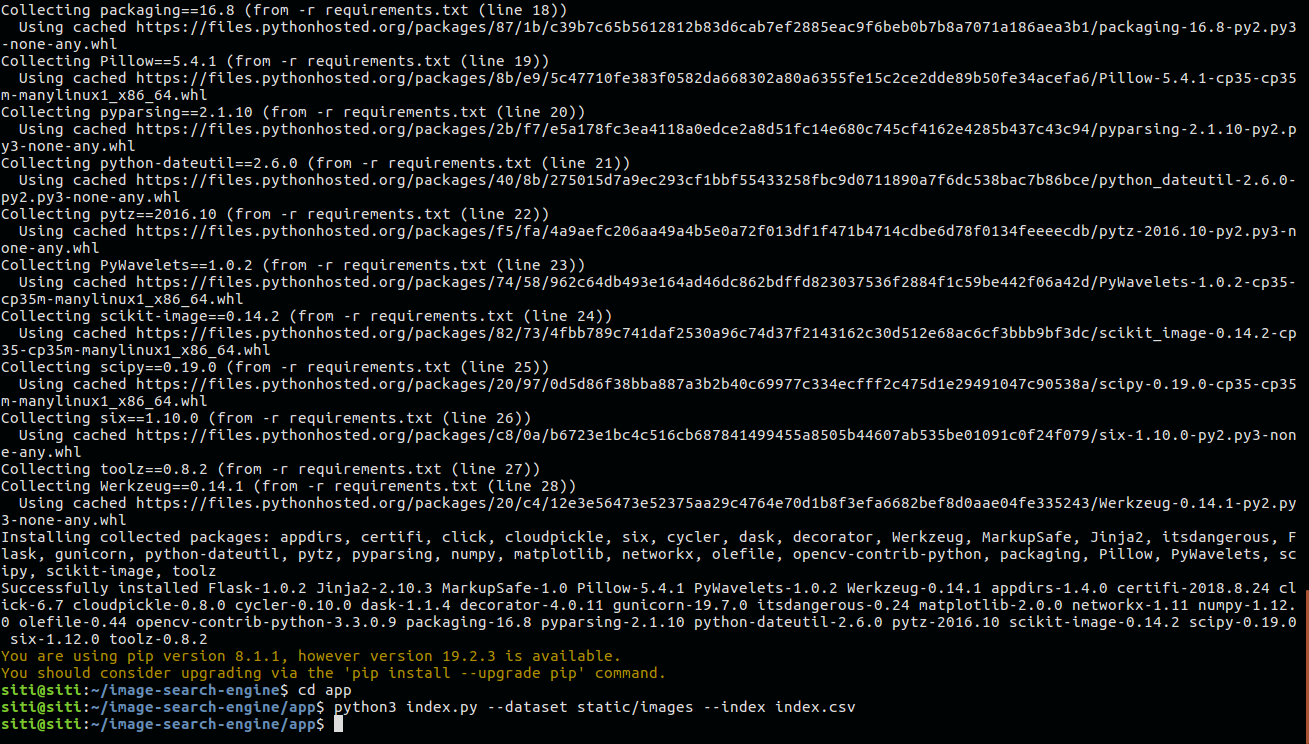 Collecting packaging==16.8 (from -r requirements.txt (line 18))
  Using cached https://files.pythonhosted.org/packages/87/1b/c39b7c65b5612812b83d6cab7ef2885eac9f6beb0b7b8a7071a186aea3b1/packaging-16.8-py2.py3
-none-any.whl
Collecting Pillow==5.4.1 (from -r requirements.txt (line 19))
  Using cached https://files.pythonhosted.org/packages/8b/e9/5c47710fe383f0582da668302a80a6355fe15c2ce2dde89b50fe34acefa6/Pillow-5.4.1-cp35-cp35
m-manylinux1_x86_64.whl
Collecting pyparsing==2.1.10 (from -r requirements.txt (line 20))
  Using cached https://files.pythonhosted.org/packages/2b/f7/e5a178fc3ea4118a0edce2a8d51fc14e680c745cf4162e4285b437c43c94/pyparsing-2.1.10-py2.p
y3-none-any.whl
Collecting python-dateutil==2.6.0 (from -r requirements.txt (line 21))
  Using cached https://files.pythonhosted.org/packages/40/8b/275015d7a9ec293cf1bbf55433258fbc9d0711890a7f6dc538bac7b86bce/python_dateutil-2.6.0-
py2.py3-none-any.whl
Collecting pytz==2016.10 (from -r requirements.txt (line 22))
  Using cached https://files.pythonhosted.org/packages/f5/fa/4a9aefc206aa49a4b5e0a72f013df1f471b4714cdbe6d78f0134feeeecdb/pytz-2016.10-py2.py3-n
one-any.whl
Collecting PyWavelets==1.0.2 (from -r requirements.txt (line 23))
  Using cached https://files.pythonhosted.org/packages/74/58/962c64db493e164ad46dc862bdffd823037536f2884f1c59be442f06a42d/PyWavelets-1.0.2-cp35-
cp35m-manylinux1_x86_64.whl
Collecting scikit-image==0.14.2 (from -r requirements.txt (line 24))
  Using cached https://files.pythonhosted.org/packages/82/73/4fbb789c741daf2530a96c74d37f2143162c30d512e68ac6cf3bbb9bf3dc/scikit_image-0.14.2-cp
35-cp35m-manylinux1_x86_64.whl
Collecting scipy==0.19.0 (from -r requirements.txt (line 25))
  Using cached https://files.pythonhosted.org/packages/20/97/0d5d86f38bba887a3b2b40c69977c334ecfff2c475d1e29491047c90538a/scipy-0.19.0-cp35-cp35
m-manylinux1_x86_64.whl
Collecting six==1.10.0 (from -r requirements.txt (line 26))
  Using cached https://files.pythonhosted.org/packages/c8/0a/b6723e1bc4c516cb687841499455a8505b44607ab535be01091c0f24f079/six-1.10.0-py2.py3-non
e-any.whl
Collecting toolz==0.8.2 (from -r requirements.txt (line 27))
Collecting Werkzeug==0.14.1 (from -r requirements.txt (line 28))
  Using cached https://files.pythonhosted.org/packages/20/c4/12e3e56473e52375aa29c4764e70d1b8f3efa6682bef8d0aae04fe335243/Werkzeug-0.14.1-py2.py
3-none-any.whl
Installing collected packages: appdirs, certifi, click, cloudpickle, six, cycler, dask, decorator, Werkzeug, MarkupSafe, Jinja2, itsdangerous, F
lask, gunicorn, python-dateutil, pytz, pyparsing, numpy, matplotlib, networkx, olefile, opencv-contrib-python, packaging, Pillow, PyWavelets, sc
ipy, scikit-image, toolz
Successfully installed Flask-1.0.2 Jinja2-2.10.3 MarkupSafe-1.0 Pillow-5.4.1 PyWavelets-1.0.2 Werkzeug-0.14.1 appdirs-1.4.0 certifi-2018.8.24 cl
ick-6.7 cloudpickle-0.8.0 cycler-0.10.0 dask-1.1.4 decorator-4.0.11 gunicorn-19.7.0 itsdangerous-0.24 matplotlib-2.0.0 networkx-1.11 numpy-1.12.
0 olefile-0.44 opencv-contrib-python-3.3.0.9 packaging-16.8 pyparsing-2.1.10 python-dateutil-2.6.0 pytz-2016.10 scikit-image-0.14.2 scipy-0.19.0
 six-1.12.0 toolz-0.8.2
You are using pip version 8.1.1, however version 19.2.3 is available.
You should consider upgrading via the 'pip install --upgrade pip' command.
siti@siti:~/image-search-engine$ cd app
siti@siti:~/image-search-engine/app$ python3 index.py --dataset static/images --index index.csv
siti@siti:~/image-search-engine/app$